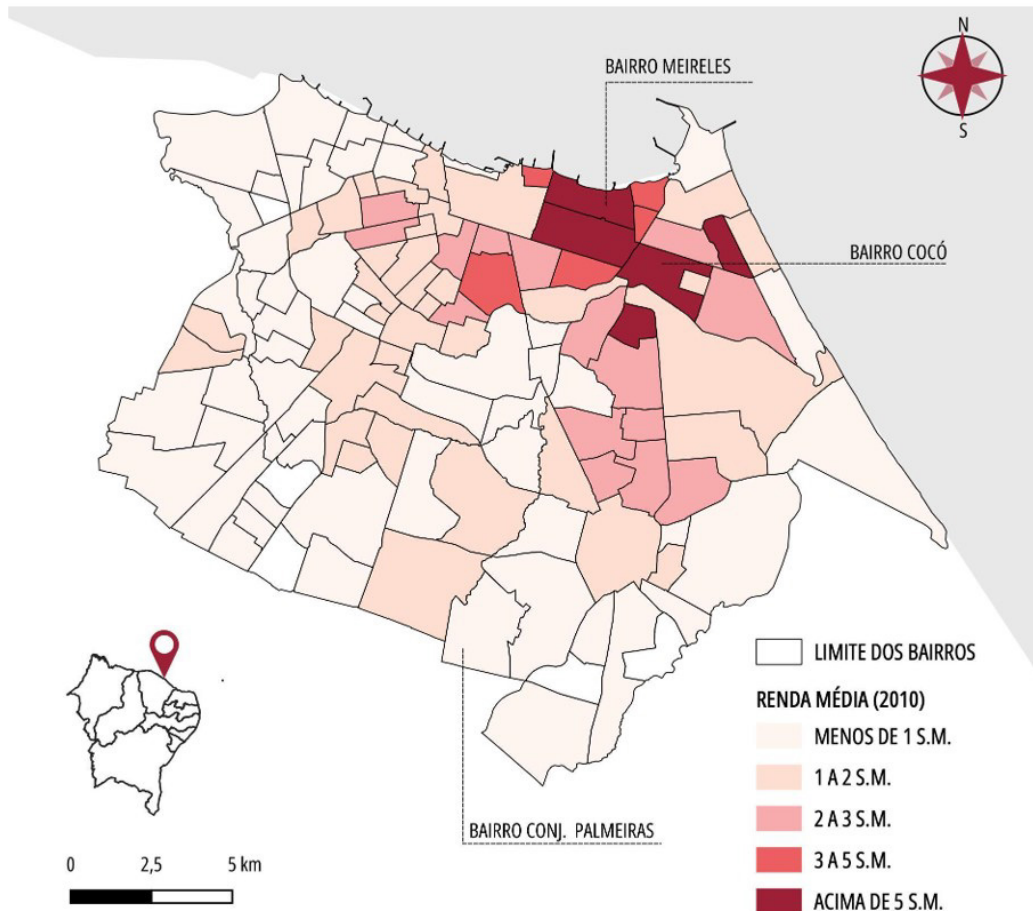 N
S
BAIRRO MEIRELES
BAIRRO COCÓ
BAIRRO CONJ. PALMEIRAS
0 2,5 5 km
LIMITE DOS BAIRROS
RENDA MÉDIA (2010)
MENOS DE 1 S.M.
1 A 2 S.M.
2 A 3 S.M.
3 A 5 S.M.
ACIMA DE 5 S.M.